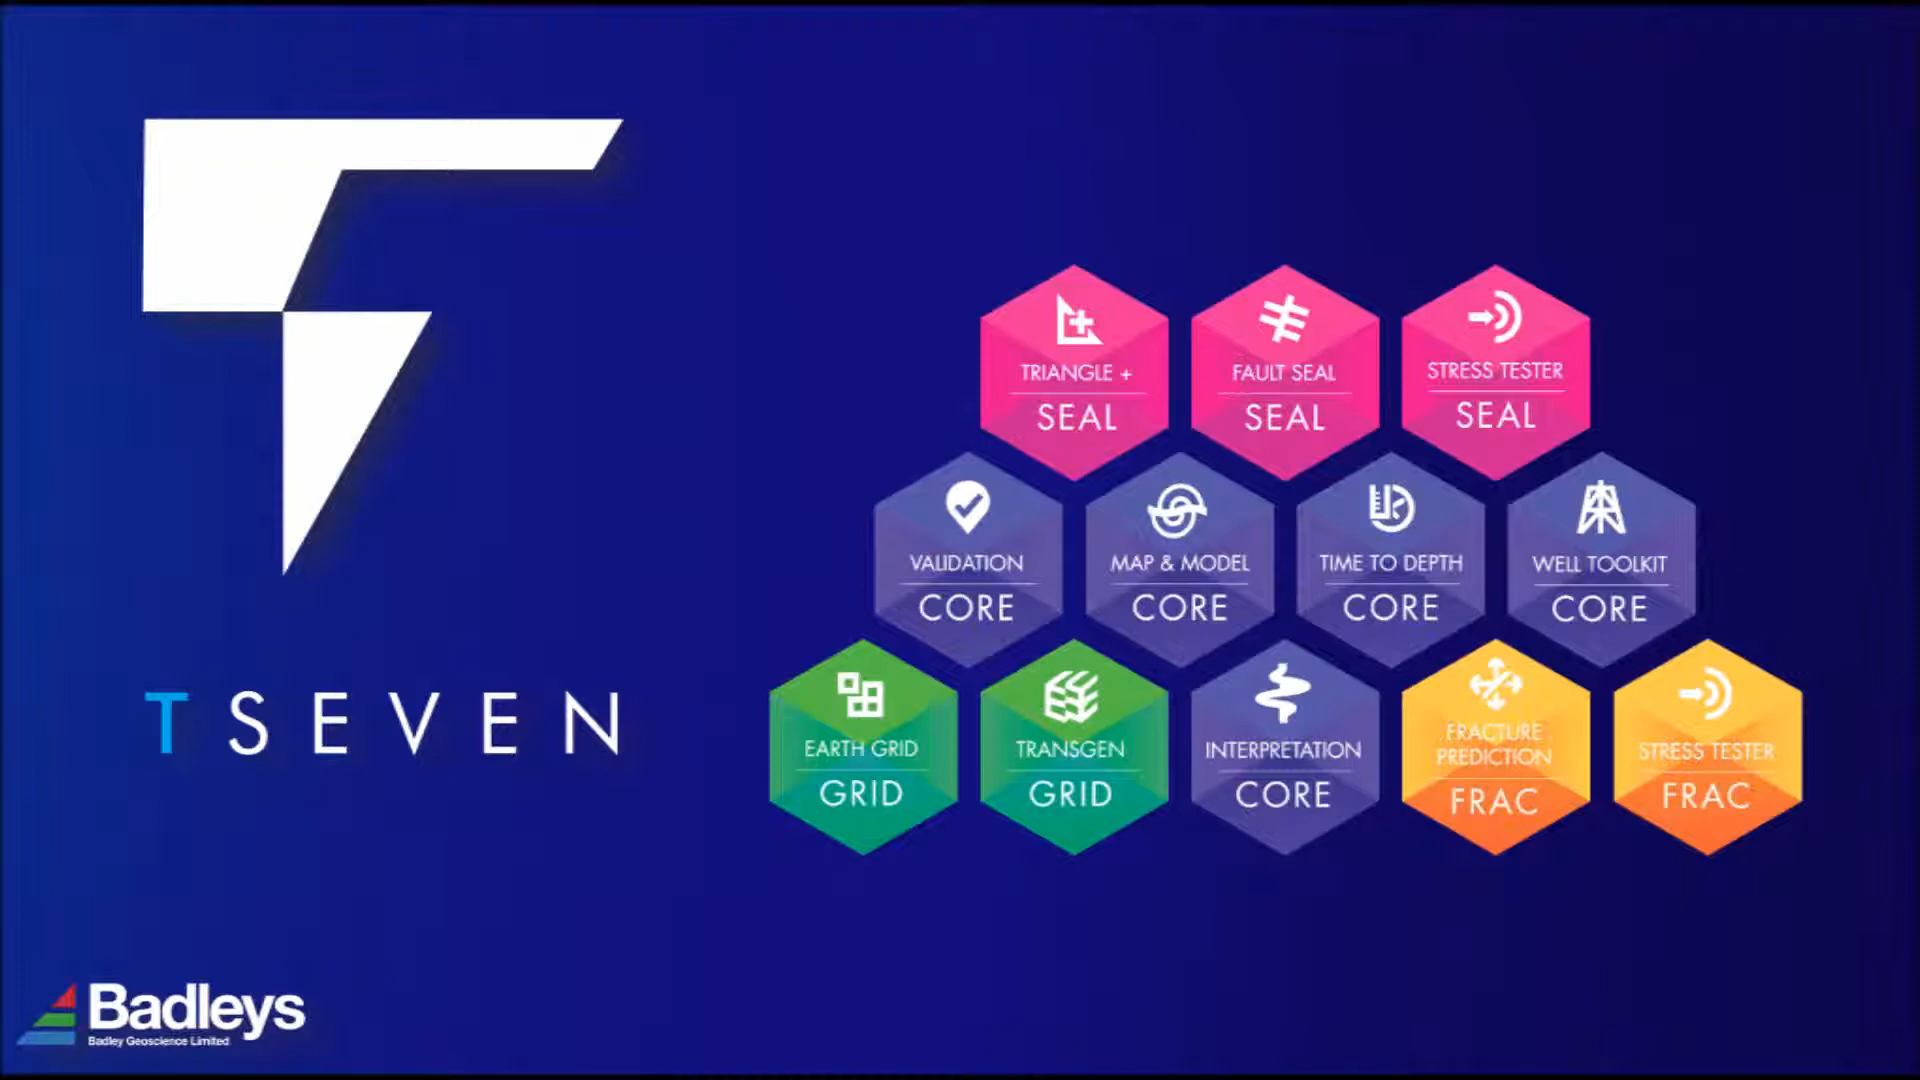 TRIANGLE +
SEAL
FAULT SEAL
SEAL
STRESS TESTER
SEAL
VALIDATION
CORE
MAP & MODEL
CORE
TIME TO DEPTH
CORE
WELL TOOLKIT
CORE
EARTH GRID
GRID
TRANSGEN
GRID
INTERPRETATION
CORE
FRACTURE
PREDICTION
FRAC
STRESS TESTER
FRAC
TSEVEN
Badleys
Badley Geoscience Limited